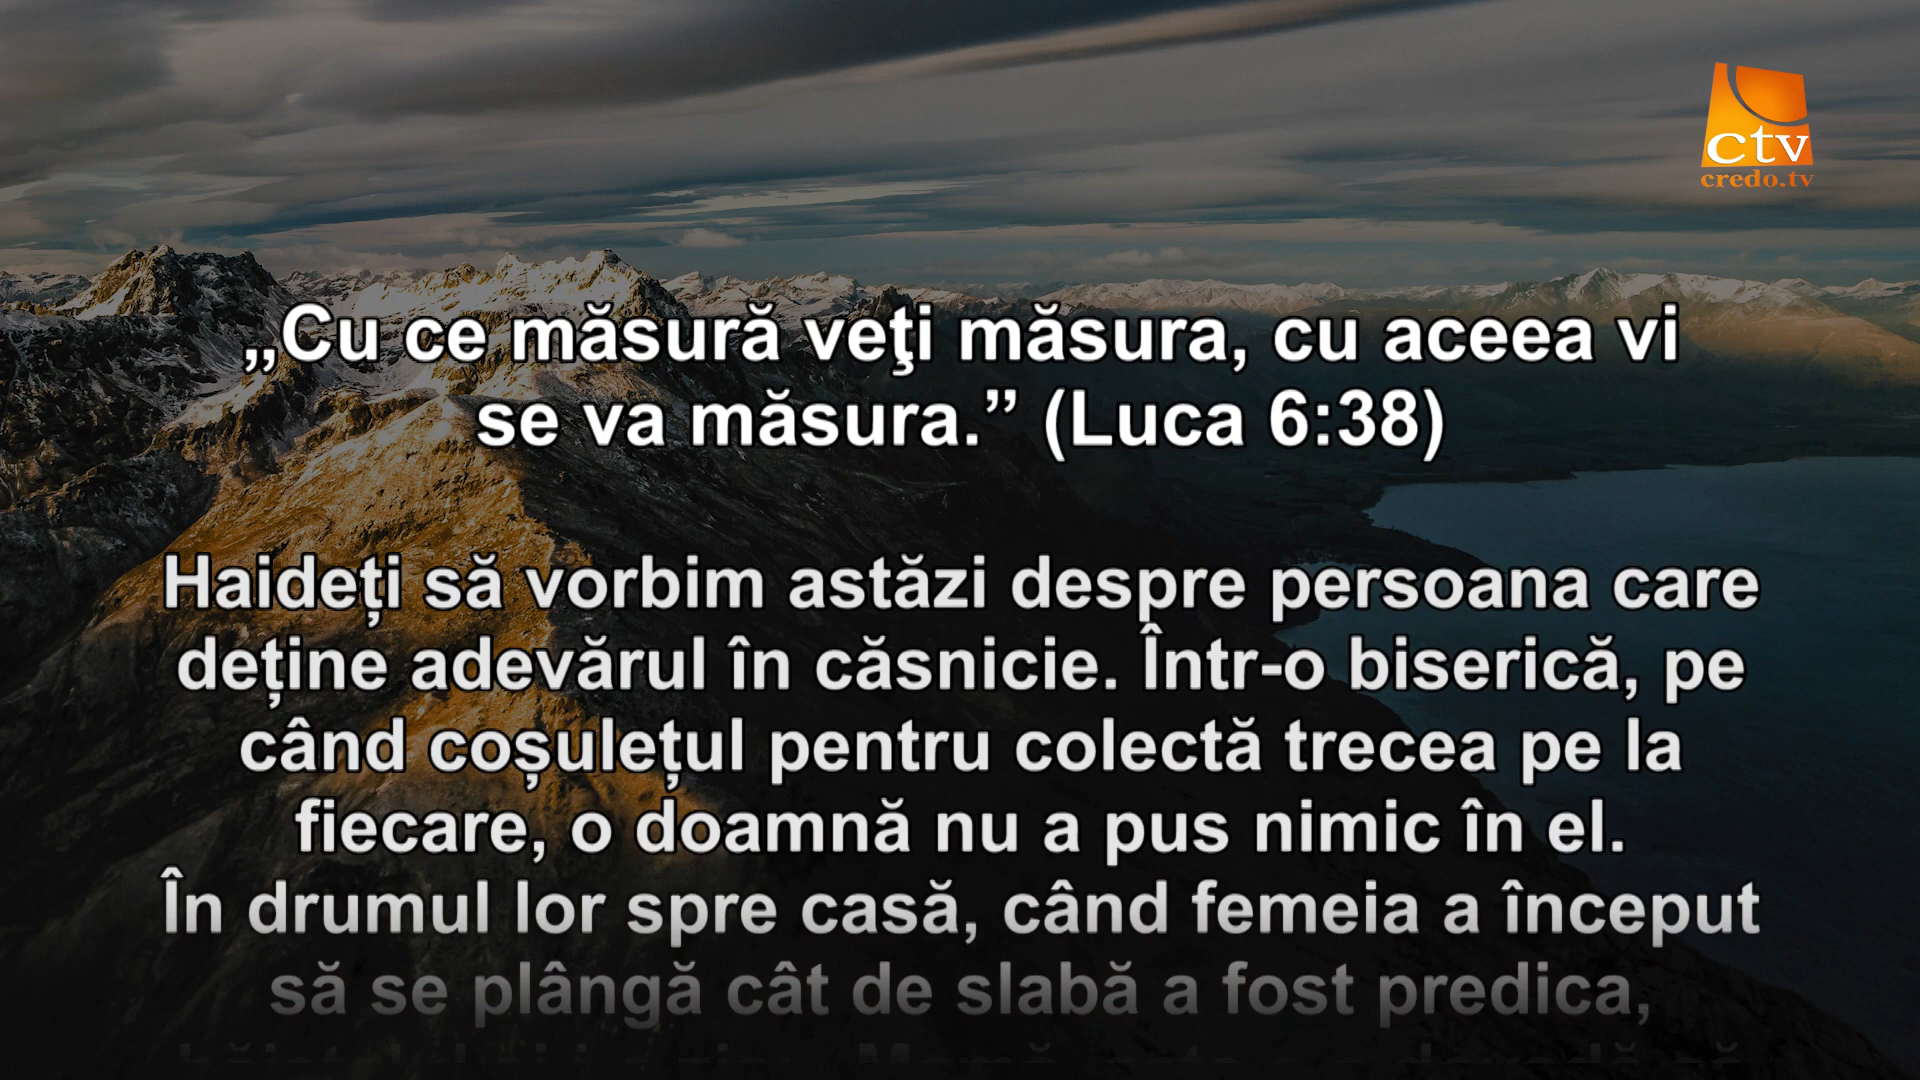 ctv
credo.tv
„Cu ce măsură veţi măsura, cu aceea vi
se va măsura.” (Luca 6:38)
Haideți să vorbim astăzi despre persoana care
deține adevărul în căsnicie. Într-o biserică, pe
când coșulețul pentru colectă trecea pe la
fiecare, o doamnă nu a pus nimic în el.
În drumul lor spre casă, când femeia a început
să se plângă cât de slabă a fost predica,